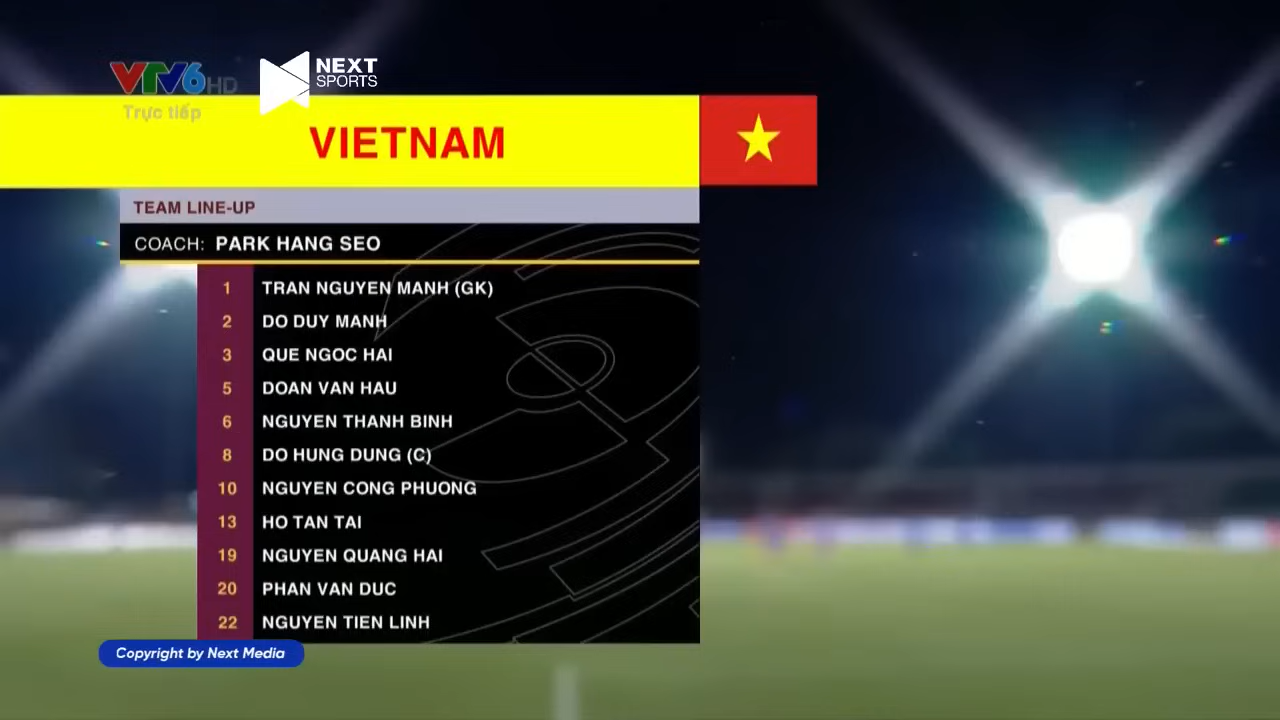 VTV6HD
Trực tiếp
NEXT
SPORTS
VIETNAM
TEAM LINE-UP
COACH: PARK HANG SEO
1 TRAN NGUYEN MANH (GK)
2 DO DUY MANH
3 QUE NGOC HAI
5 DOAN VAN HAU
6 NGUYEN THANH BINH
8 DO HUNG DUNG (C)
10 NGUYEN CONG PHUONG
13 HO TAN TAI
19 NGUYEN QUANG HAI
20 PHAN VAN DUC
22 NGUYEN TIEN LINH
Copyright by Next Media